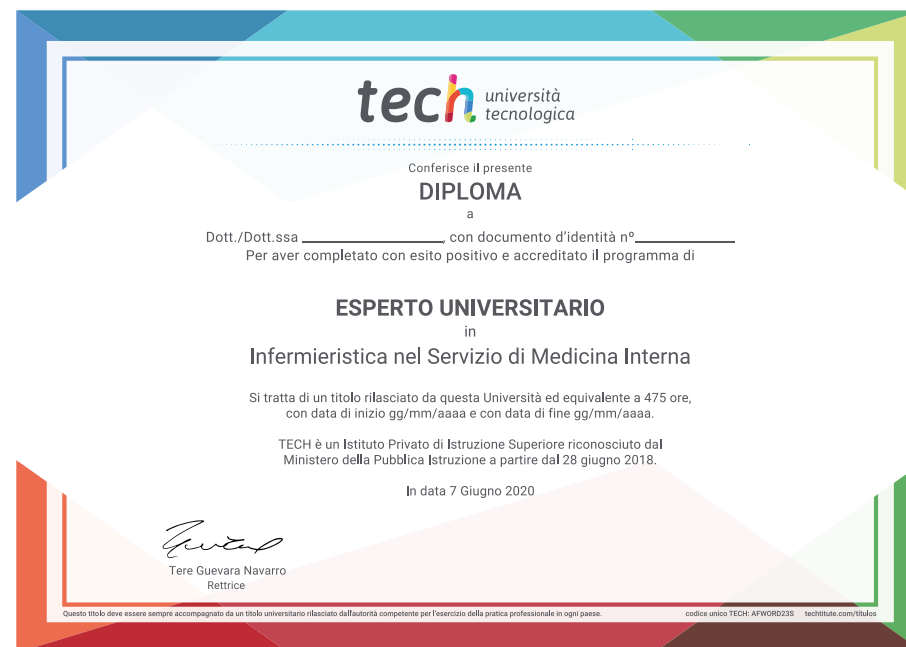 tech università
tecnologica
Conferisce il presente
DIPLOMA
a
Dott./Dott.ssa ____________________, con documento d'identità nº______________
Per aver completato con esito positivo e accreditato il programma di
ESPERTO UNIVERSITARIO
in
Infermieristica nel Servizio di Medicina Interna
Si tratta di un titolo rilasciato da questa Università ed equivalente a 475 ore,
con data di inizio gg/mm/aaaa e con data di fine gg/mm/aaaa.
TECH è un Istituto Privato di Istruzione Superiore riconosciuto dal
Ministero della Pubblica Istruzione a partire dal 28 giugno 2018.
In data 7 Giugno 2020
Tere Guevara Navarro
Rettrice
Questo titolo deve essere sempre accompagnato da un titolo universitario rilasciato dall'autorità competente per l'esercizio della pratica professionale in ogni paese. codice unico TECH: AFWORD23S techtitute.com/titulos